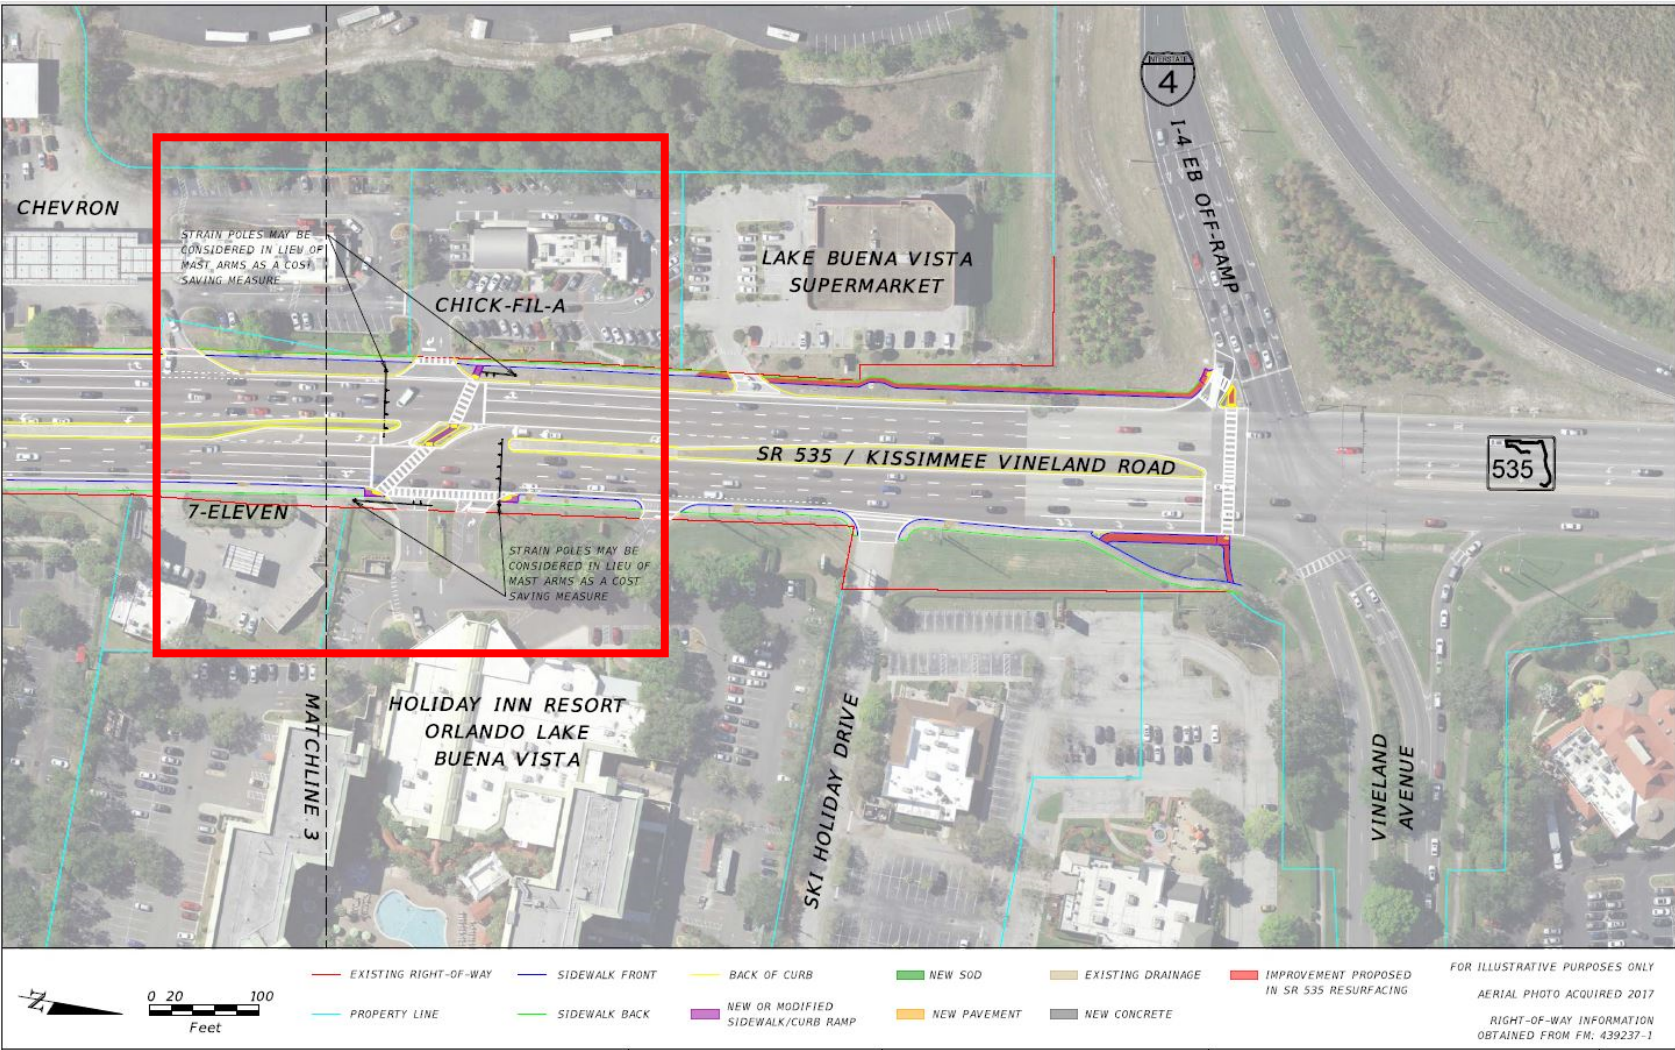 INTERSTATE
4
I-4 EB OFF-RAMP
CHEVRON
STRAIN POLES MAY BE
CONSIDERED IN LIEU OF
MAST ARMS AS A COST
SAVING MEASURE
CHICK-FIL-A
LAKE BUENA VISTA
SUPERMARKET
SR 535 / KISSIMMEE VINELAND ROAD
535
7-ELEVEN
STRAIN POLES MAY BE
CONSIDERED IN LIEU OF
MAST ARMS AS A COST
SAVING MEASURE
MATCHLINE 3
HOLIDAY INN RESORT
ORLANDO LAKE
BUENA VISTA
SKI HOLIDAY DRIVE
VINELAND
AVENUE
N
0 20 100
Feet
EXISTING RIGHT-OF-WAY
PROPERTY LINE
SIDEWALK FRONT
SIDEWALK BACK
BACK OF CURB
NEW OR MODIFIED
SIDEWALK/CURB RAMP
NEW SOD
NEW PAVEMENT
EXISTING DRAINAGE
NEW CONCRETE
IMPROVEMENT PROPOSED
IN SR 535 RESURFACING
FOR ILLUSTRATIVE PURPOSES ONLY
AERIAL PHOTO ACQUIRED 2017
RIGHT-OF-WAY INFORMATION
OBTAINED FROM FM: 439237-1